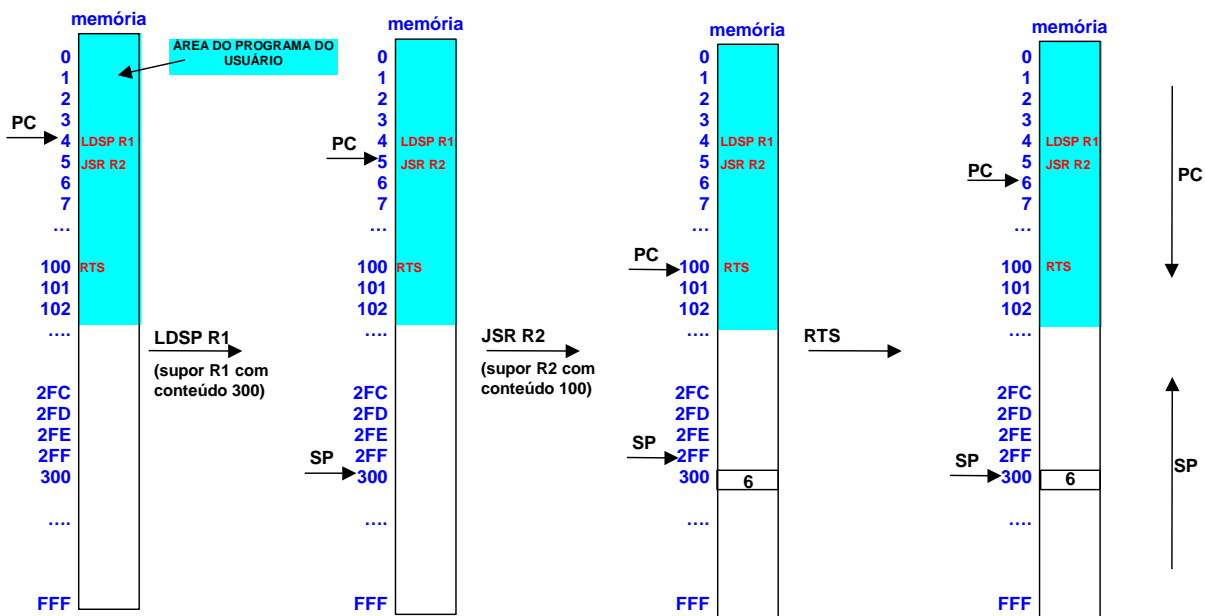 memória
0
1
2
3
4
5
6
7
...
100
101
102
....
2FC
2FD
2FE
2FF
300
....
FFF
PC
LDSP R1
JSR R2
RTS
ÁREA DO PROGRAMA DO
USUÁRIO
LDSP R1
(supor R1 com
conteúdo 300)
memória
0
1
2
3
4
5
6
7
...
100
101
102
....
2FC
2FD
2FE
2FF
300
....
FFF
PC
LDSP R1
JSR R2
RTS
SP
JSR R2
(supor R2 com
conteúdo 100)
memória
0
1
2
3
4
5
6
7
...
100
101
102
....
2FC
2FD
2FE
2FF
300
....
FFF
LDSP R1
JSR R2
PC
RTS
SP
6
RTS
memória
0
1
2
3
4
5
6
7
...
100
101
102
....
2FC
2FD
2FE
2FF
300
....
FFF
LDSP R1
JSR R2
PC
RTS
SP
6
PC
SP